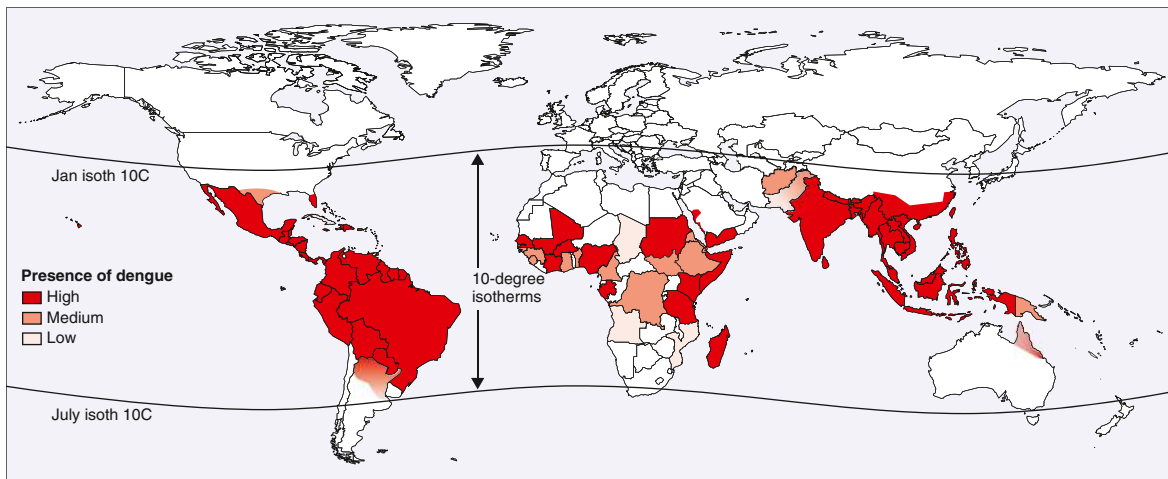 Jan isoth 10C
Presence of dengue
High
Medium
Low
10-degree
isotherms
July isoth 10C